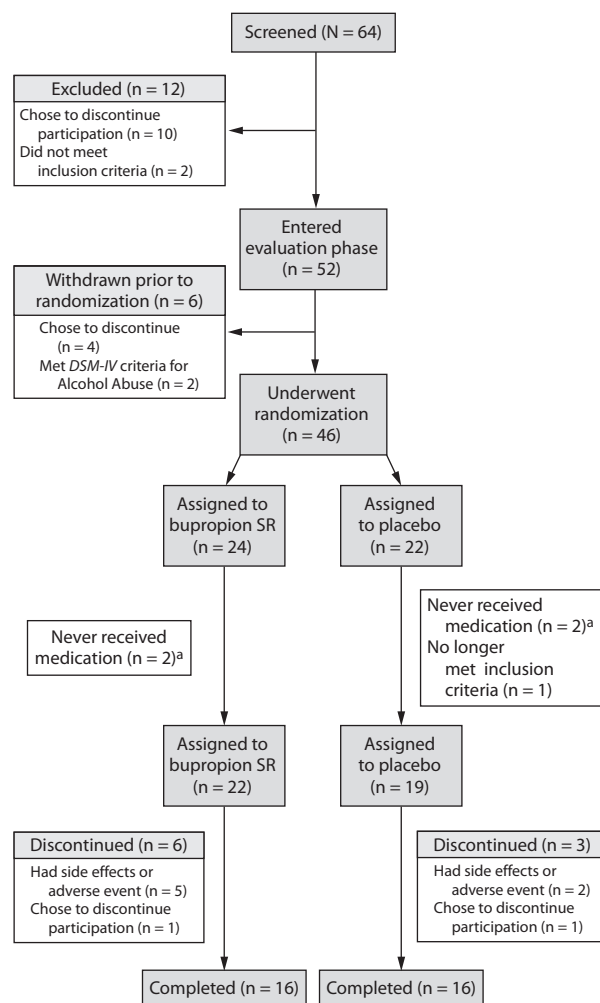 Screened (N = 64)
Excluded (n = 12)
Chose to discontinue
participation (n = 10)
Did not meet
inclusion criteria (n = 2)
Entered
evaluation phase
(n = 52)
Withdrawn prior to
randomization (n = 6)
Chose to discontinue
(n = 4)
Met DSM-IV criteria for
Alcohol Abuse (n = 2)
Underwent
randomization
(n = 46)
Assigned to
bupropion SR
(n = 24)
Assigned
to placebo
(n = 22)
Never received
medication (n = 2)a
Never received
medication (n = 2)a
No longer
met inclusion
criteria (n = 1)
Assigned to
bupropion SR
(n = 22)
Assigned
to placebo
(n = 19)
Discontinued (n = 6)
Had side effects or
adverse event (n = 5)
Chose to discontinue
participation (n = 1)
Discontinued (n = 3)
Had side effects or
adverse event (n = 2)
Chose to discontinue
participation (n = 1)
Completed (n = 16)
Completed (n = 16)